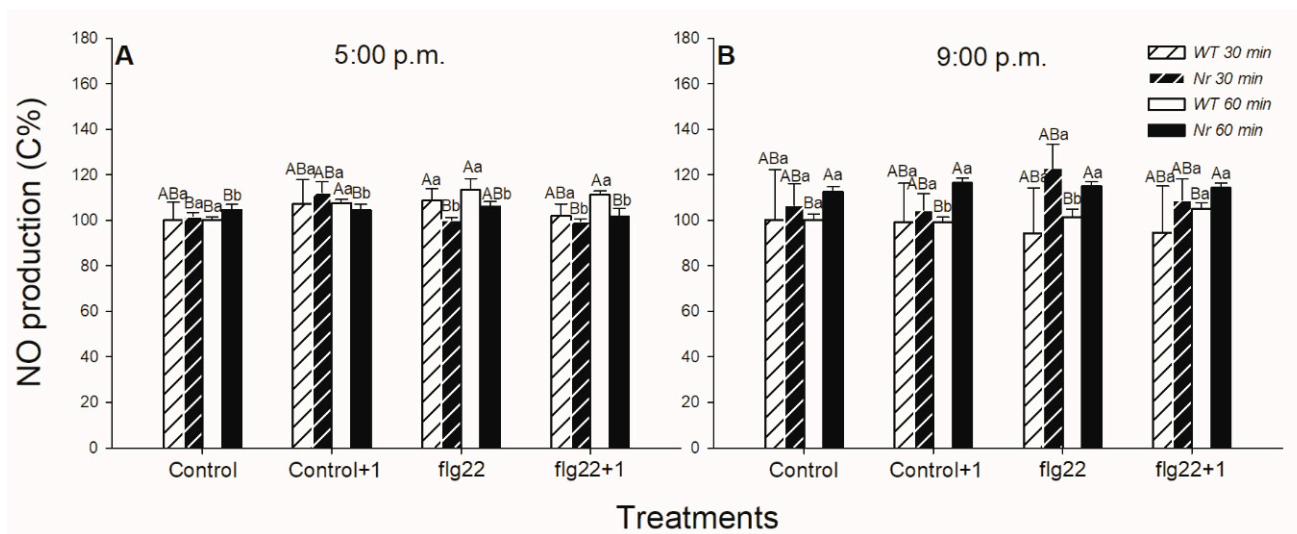 A
5:00 p.m.
B
9:00 p.m.
WT 30 min
Nr 30 min
WT 60 min
Nr 60 min
NO production (C%)
180
160
140
120
100
80
60
40
20
0
ABa Ba Ba Bb
ABa ABa Aa Bb
Aa Bb Aa ABb
ABa Bb Aa Bb
Control Control+1 flg22 flg22+1
180
160
140
120
100
80
60
40
20
0
ABa ABa Ba Aa
ABa ABa Bb Aa
ABa ABa Bb Aa
ABa ABa Ba Aa
Control Control+1 flg22 flg22+1
Treatments